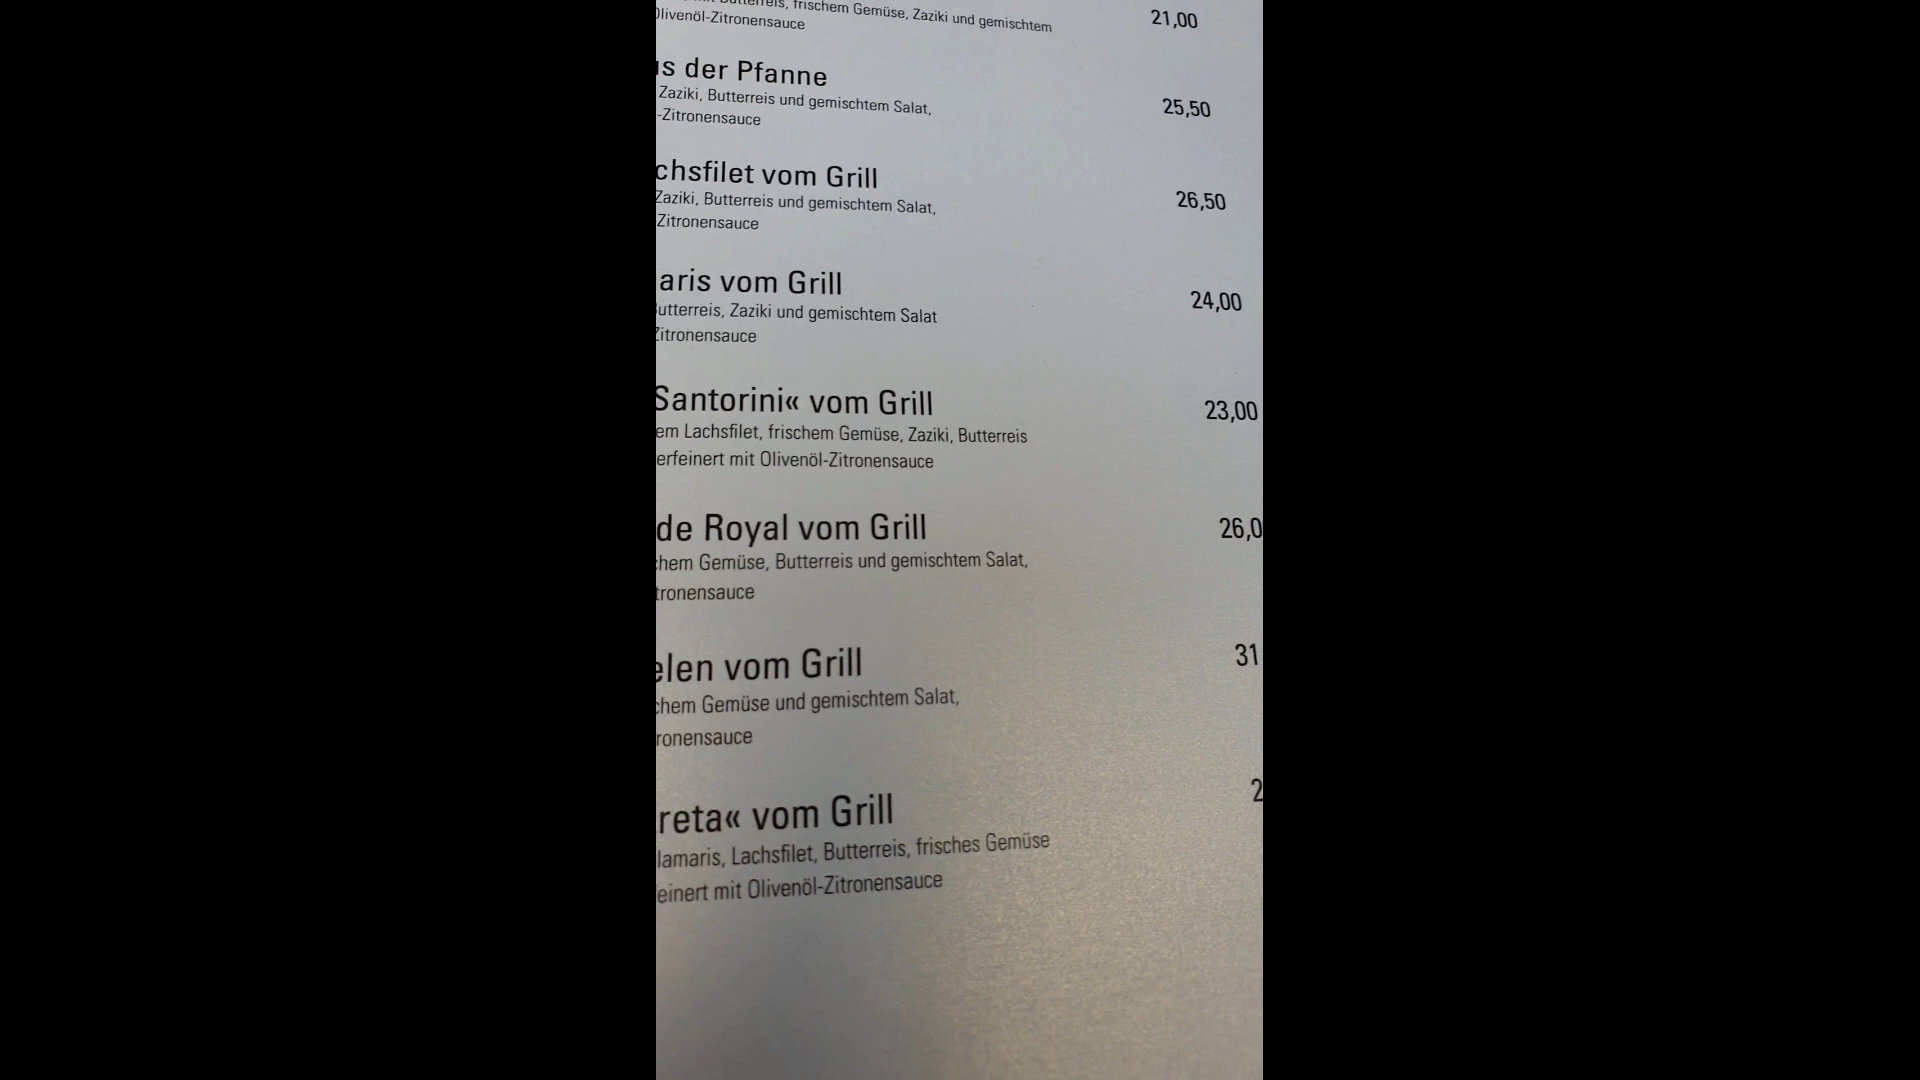 frischem Gemüse, Zaziki und gemischtem 21,00
Olivenöl-Zitronensauce
us der Pfanne
Zaziki, Butterreis und gemischtem Salat, 25,50
-Zitronensauce
chsfilet vom Grill
Zaziki, Butterreis und gemischtem Salat, 26,50
-Zitronensauce
aris vom Grill
Butterreis, Zaziki und gemischtem Salat 24,00
Zitronensauce
Santorini« vom Grill 23,00
em Lachsfilet, frischem Gemüse, Zaziki, Butterreis
erfeinert mit Olivenöl-Zitronensauce
de Royal vom Grill 26,0
chem Gemüse, Butterreis und gemischtem Salat,
tronensauce
elen vom Grill 31
chem Gemüse und gemischtem Salat,
ronensauce
reta« vom Grill 2
lamaris, Lachsfilet, Butterreis, frisches Gemüse
einert mit Olivenöl-Zitronensauce